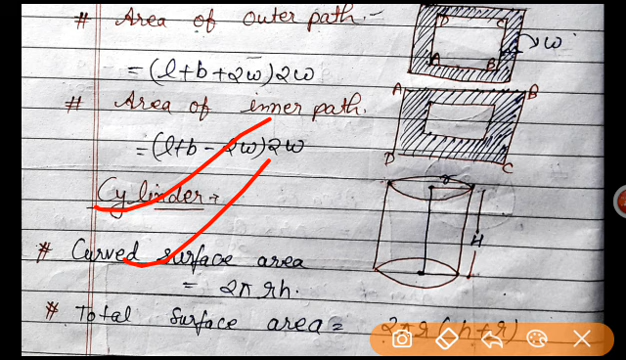 # Area of outer path:-
= (l+b+2w)2w
# Area of inner path.
= (l+b-2w)2w
Cylinder→
# Curved surface area
= 2πrh.
# Total Surface area = 2πr(h+r)
D C
A B
w
A B
D C
r
H